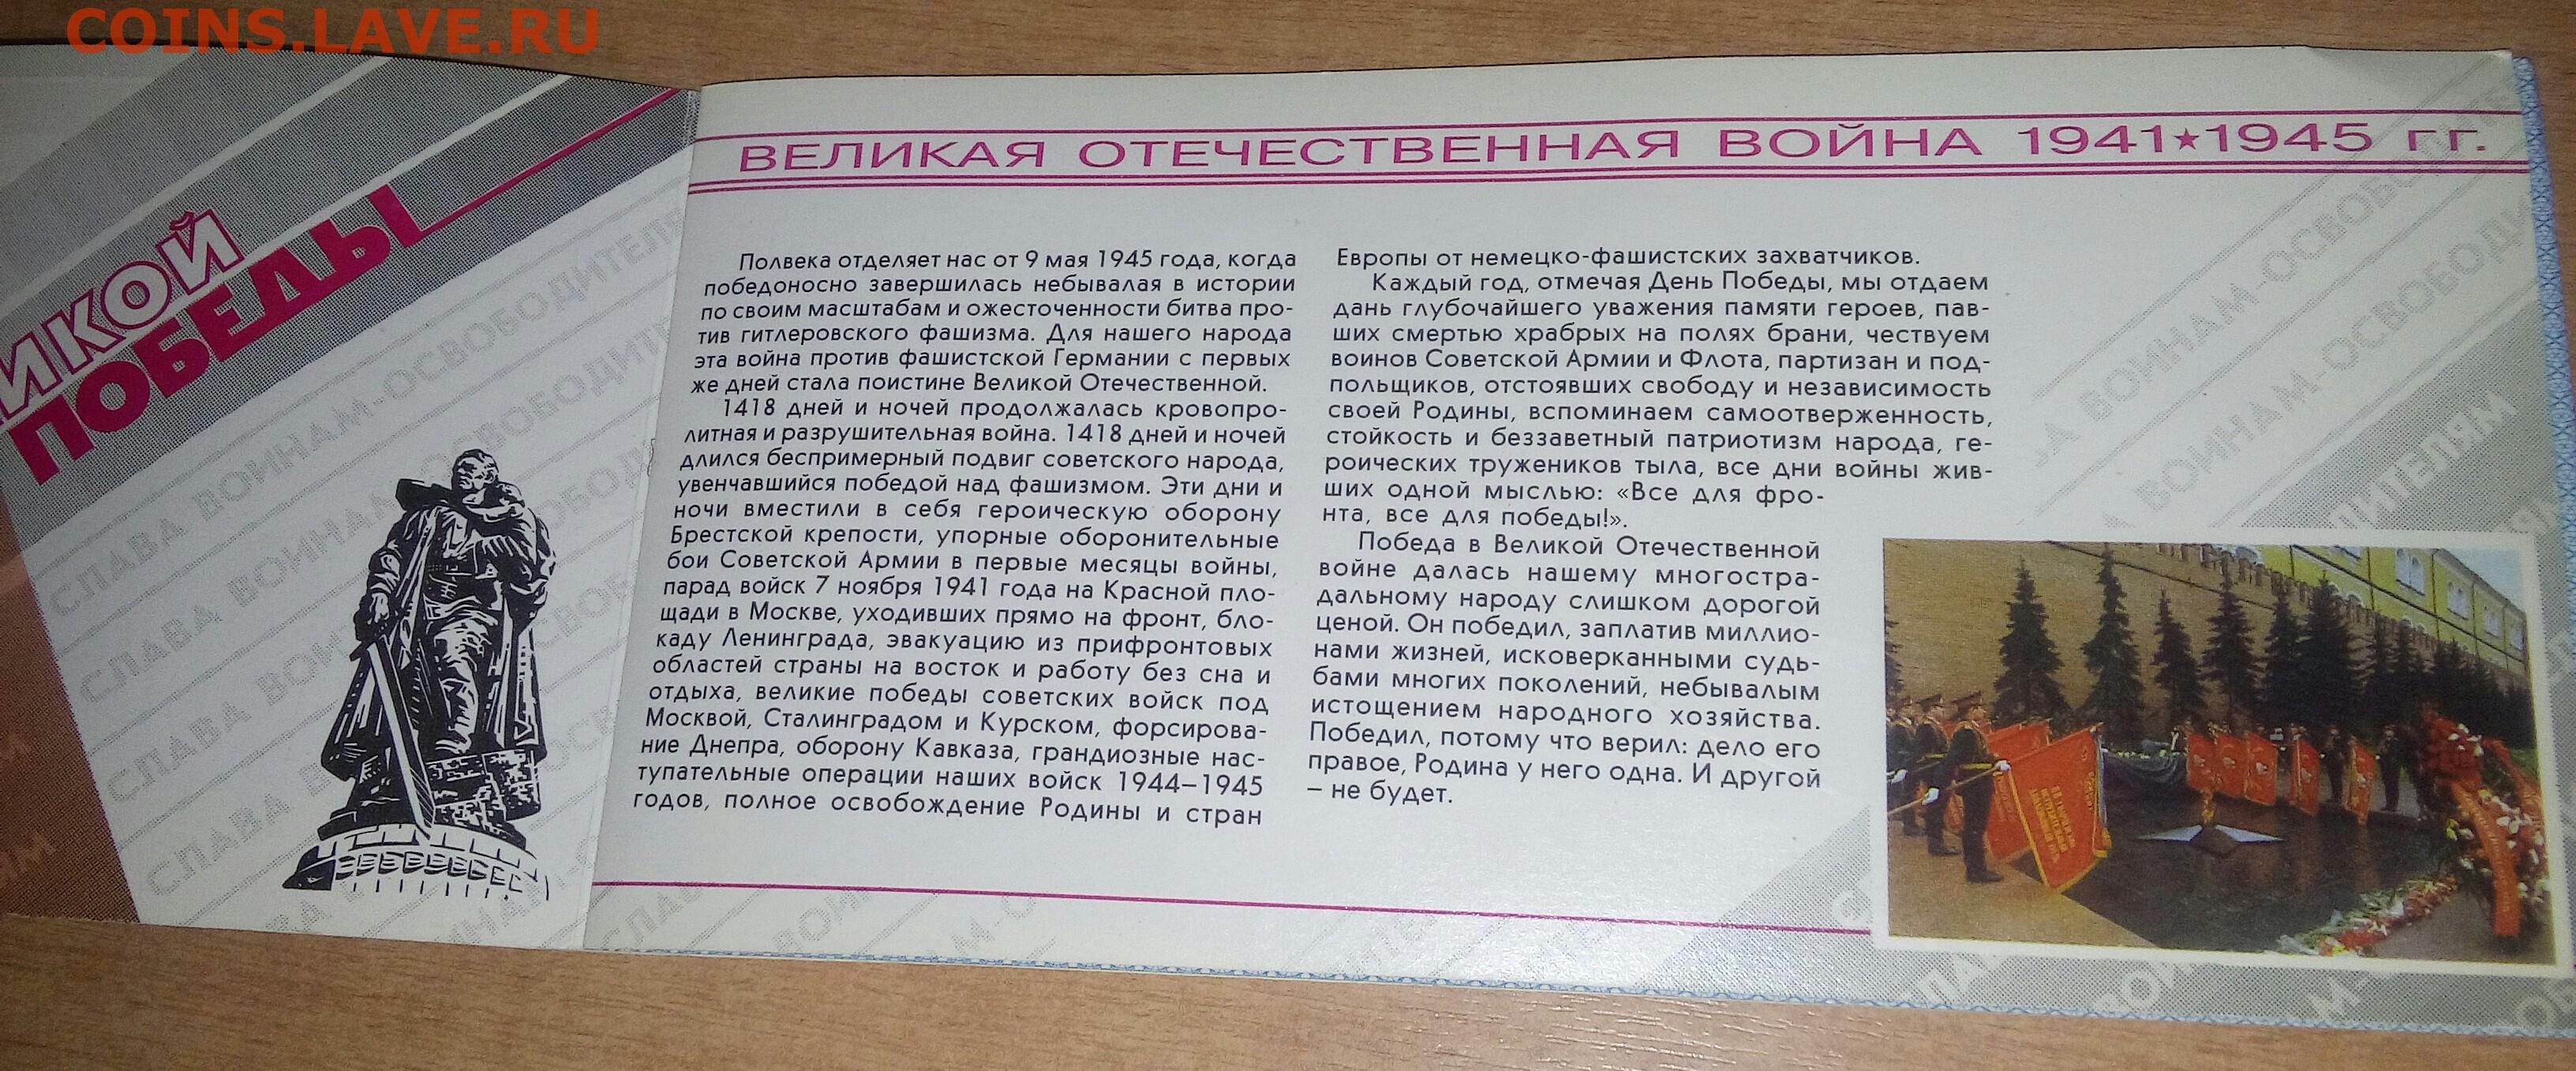 COINS.LAVE.RU
ИКОЙ
ПОБЕДЫ
СЛАВА ВОИНАМ-ОСВОБОДИТЕЛ
СЛАВА ВОИНАМ-ОСВОБОДИТЕ
ВЕЛИКАЯ ОТЕЧЕСТВЕННАЯ ВОЙНА 1941★1945 гг.
Полвека отделяет нас от 9 мая 1945 года, когда
победоносно завершилась небывалая в истории
по своим масштабам и ожесточенности битва про-
тив гитлеровского фашизма. Для нашего народа
эта война против фашистской Германии с первых
же дней стала поистине Великой Отечественной.
1418 дней и ночей продолжалась кровопро-
литная и разрушительная война. 1418 дней и ночей
длился беспримерный подвиг советского народа,
увенчавшийся победой над фашизмом. Эти дни и
ночи вместили в себя героическую оборону
Брестской крепости, упорные оборонительные
бои Советской Армии в первые месяцы войны,
парад войск 7 ноября 1941 года на Красной пло-
щади в Москве, уходивших прямо на фронт, бло-
каду Ленинграда, эвакуацию из прифронтовых
областей страны на восток и работу без сна и
отдыха, великие победы советских войск под
Москвой, Сталинградом и Курском, форсирова-
ние Днепра, оборону Кавказа, грандиозные нас-
тупательные операции наших войск 1944–1945
годов, полное освобождение Родины и стран
Европы от немецко-фашистских захватчиков.
Каждый год, отмечая День Победы, мы отдаем
дань глубочайшего уважения памяти героев, пав-
ших смертью храбрых на полях брани, чествуем
воинов Советской Армии и Флота, партизан и под-
польщиков, отстоявших свободу и независимость
своей Родины, вспоминаем самоотверженность,
стойкость и беззаветный патриотизм народа, ге-
роических тружеников тыла, все дни войны жив-
ших одной мыслью: «Все для фро-
нта, все для победы!».
Победа в Великой Отечественной
войне далась нашему многостра-
дальному народу слишком дорогой
ценой. Он победил, заплатив миллио-
нами жизней, исковерканными судь-
бами многих поколений, небывалым
истощением народного хозяйства.
Победил, потому что верил: дело его
правое, Родина у него одна. И другой
– не будет.